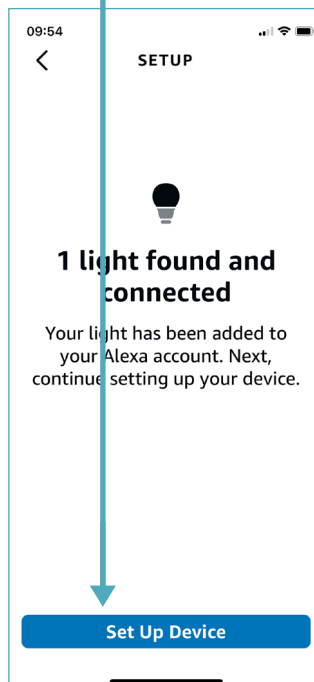 09:54
SETUP
1 light found and
connected
Your light has been added to
your Alexa account. Next,
continue setting up your device.
Set Up Device